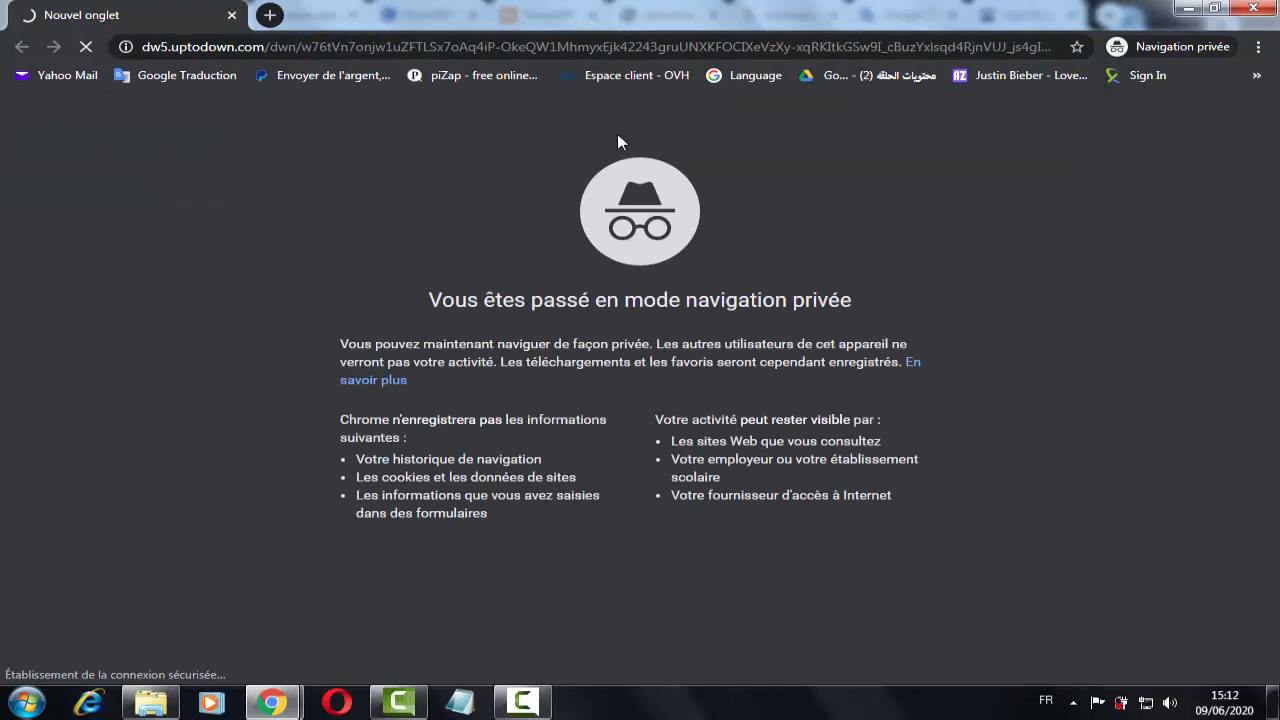 Nouvel onglet
dw5.uptodown.com/dwn/w76tVn7onjw1uZFTLSx7oAq4iP-OkeQW1MhmyxEjk42243gruUNXKFOCIXeVzXy-xqRKItkGSw9I_cBuzYxlsqd4RjnVUJ_js4gI...
Navigation privée
Yahoo Mail
Google Traduction
Envoyer de l'argent,...
piZap - free online...
Espace client - OVH
Language
Go... - (2) محتويات الحلقه
Justin Bieber - Love...
Sign In
»
Vous êtes passé en mode navigation privée
Vous pouvez maintenant naviguer de façon privée. Les autres utilisateurs de cet appareil ne
verront pas votre activité. Les téléchargements et les favoris seront cependant enregistrés. En
savoir plus
Chrome n'enregistrera pas les informations
suivantes :
• Votre historique de navigation
• Les cookies et les données de sites
• Les informations que vous avez saisies
dans des formulaires
Votre activité peut rester visible par :
• Les sites Web que vous consultez
• Votre employeur ou votre établissement
scolaire
• Votre fournisseur d'accès à Internet
Établissement de la connexion sécurisée...
FR
15:12
09/06/2020